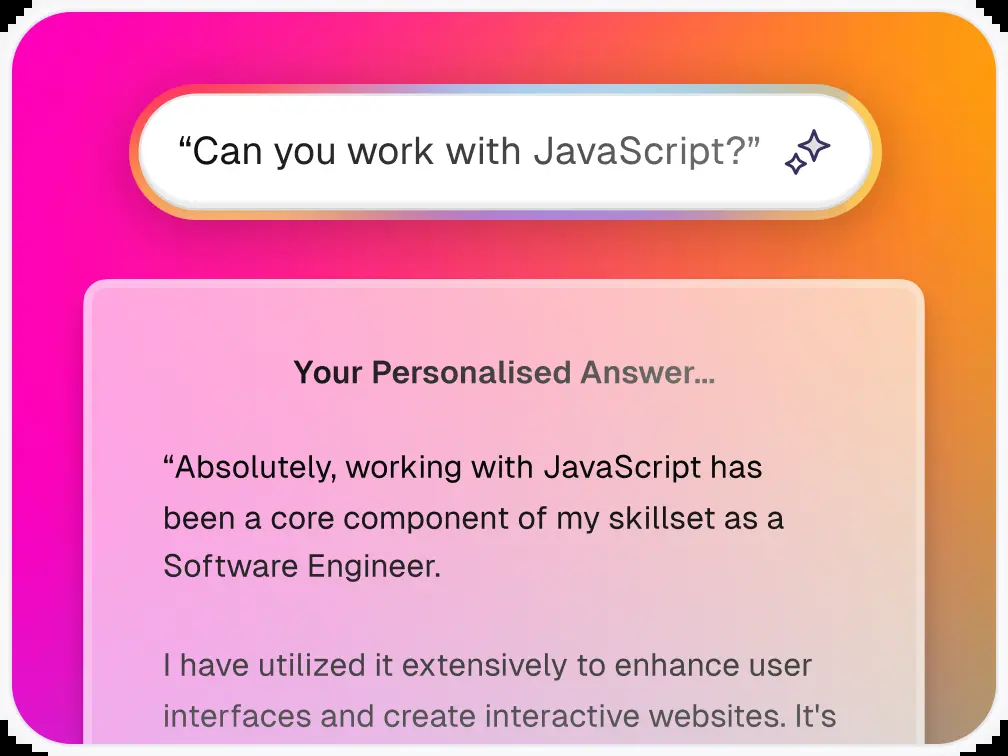 “Can you work with JavaScript?”
Your Personalised Answer...
“Absolutely, working with JavaScript has
been a core component of my skillset as a
Software Engineer.
I have utilized it extensively to enhance user
interfaces and create interactive websites. It's